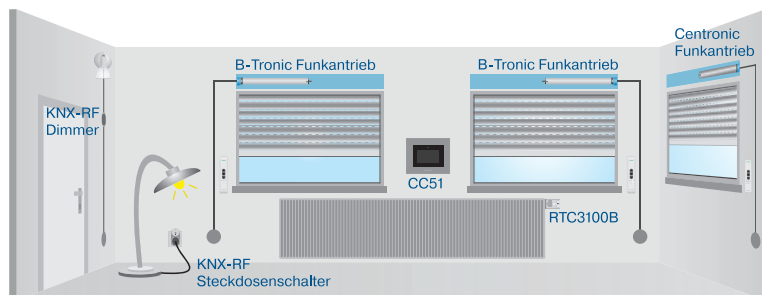 Centronic
Funkantrieb
B-Tronic Funkantrieb
B-Tronic Funkantrieb
KNX-RF
Dimmer
CC51
RTC3100B
KNX-RF
Steckdosenschalter